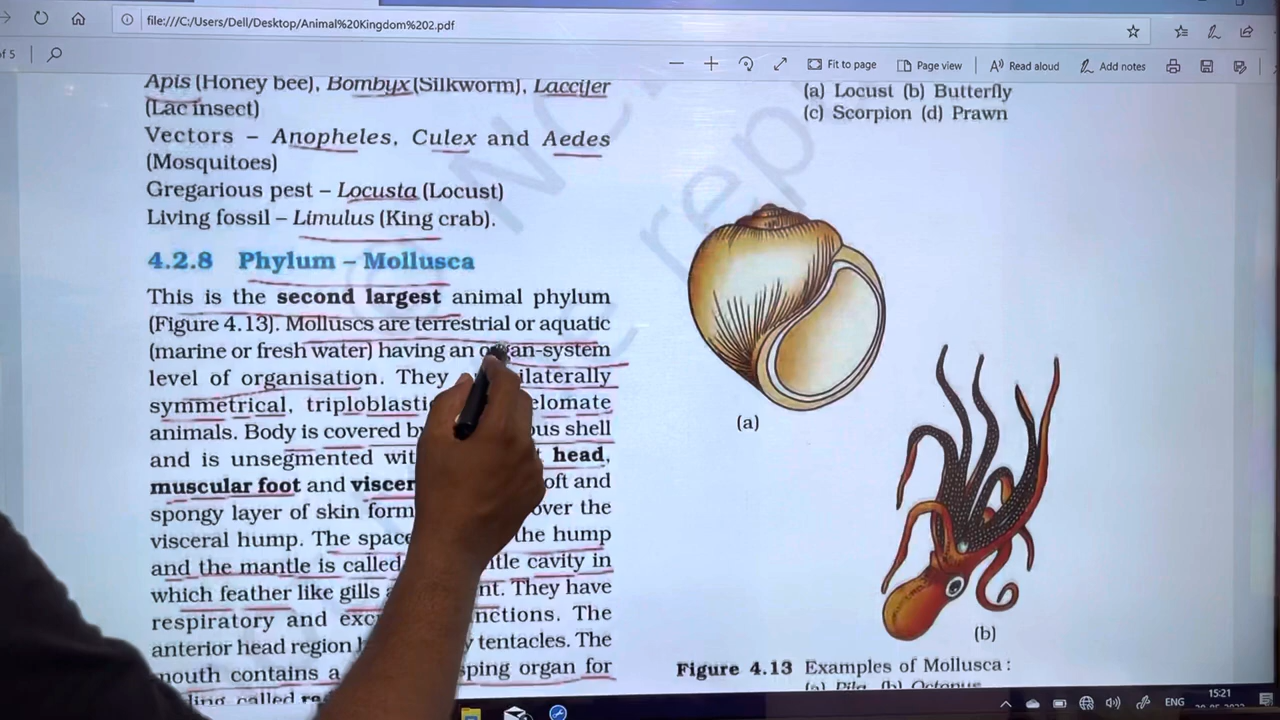 file:///C:/Users/Dell/Desktop/Animal%20Kingdom%202.pdf
of 5
Fit to page
Page view
Read aloud
Add notes
Apis (Honey bee), Bombyx (Silkworm), Laccifer
(Lac insect)
Vectors – Anopheles, Culex and Aedes
(Mosquitoes)
Gregarious pest – Locusta (Locust)
Living fossil – Limulus (King crab).
4.2.8 Phylum – Mollusca
This is the second largest animal phylum
(Figure 4.13). Molluscs are terrestrial or aquatic
(marine or fresh water) having an organ-system
level of organisation. They
symmetrical,
animals. Body is covered shell
and is unsegmented head,
muscular foot and and
spongy layer of skin over the
visceral hump. The the hump
and the mantle is called cavity in
which feather like gills They have
respiratory and The
anterior head region tentacles. The
mouth contains a organ for
called
(a) Locust (b) Butterfly
(c) Scorpion (d) Prawn
(a)
(b)
Figure 4.13 Examples of Mollusca :
(a) Pila (b) Octopus
ENG
15:21